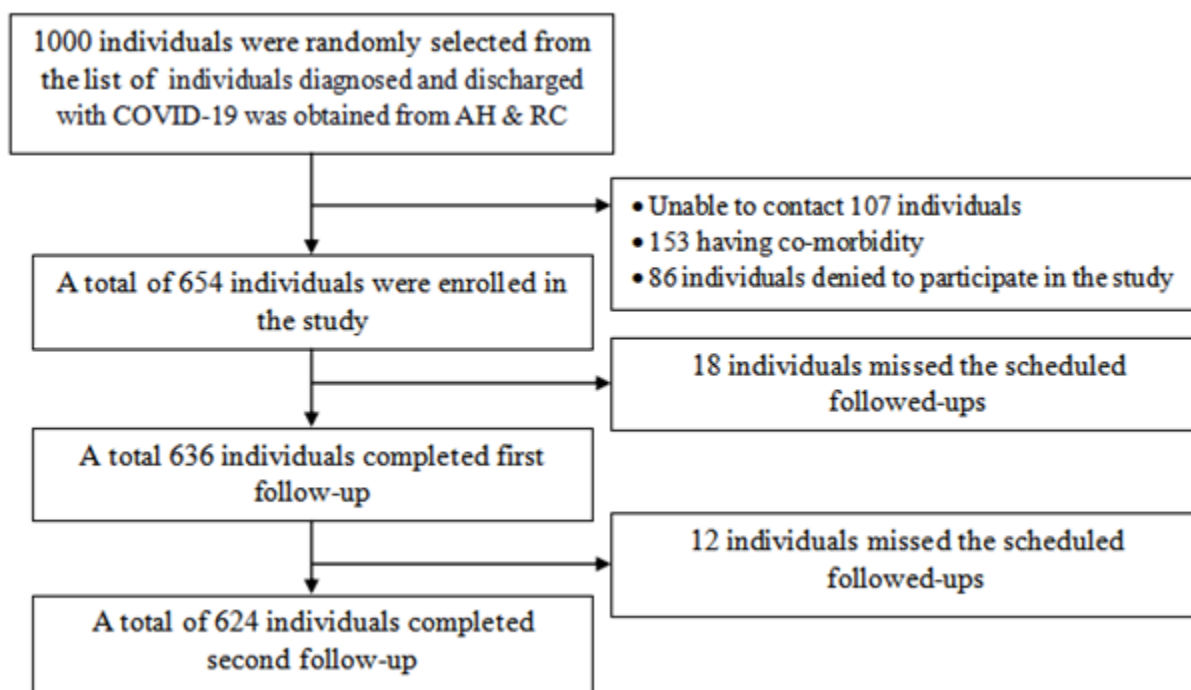 1000 individuals were randomly selected from
the list of individuals diagnosed and discharged
with COVID-19 was obtained from AH & RC
• Unable to contact 107 individuals
• 153 having co-morbidity
• 86 individuals denied to participate in the study
A total of 654 individuals were enrolled in
the study
18 individuals missed the scheduled
followed-ups
A total 636 individuals completed first
follow-up
12 individuals missed the scheduled
followed-ups
A total of 624 individuals completed
second follow-up